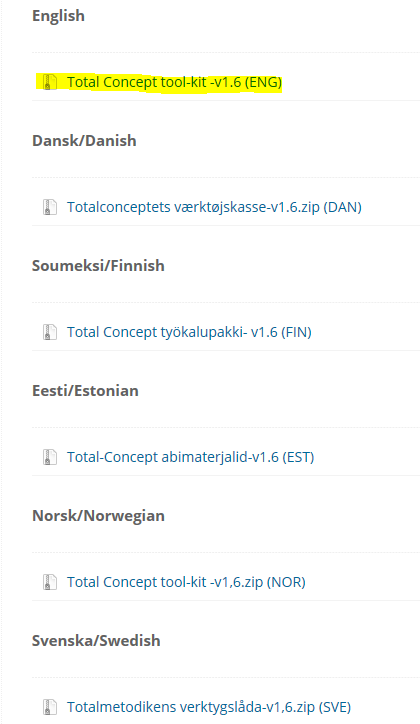 English
Total Concept tool-kit -v1.6 (ENG)
Dansk/Danish
Totalconceptets værktøjskasse-v1.6.zip (DAN)
Soumeksi/Finnish
Total Concept työkalupakki- v1.6 (FIN)
Eesti/Estonian
Total-Concept abimaterjalid-v1.6 (EST)
Norsk/Norwegian
Total Concept tool-kit -v1,6.zip (NOR)
Svenska/Swedish
Totalmetodikens verktygslåda-v1,6.zip (SVE)